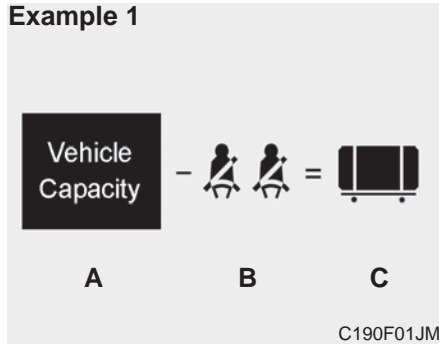 Example 1
Vehicle
Capacity
- =
A B C
C190F01JM